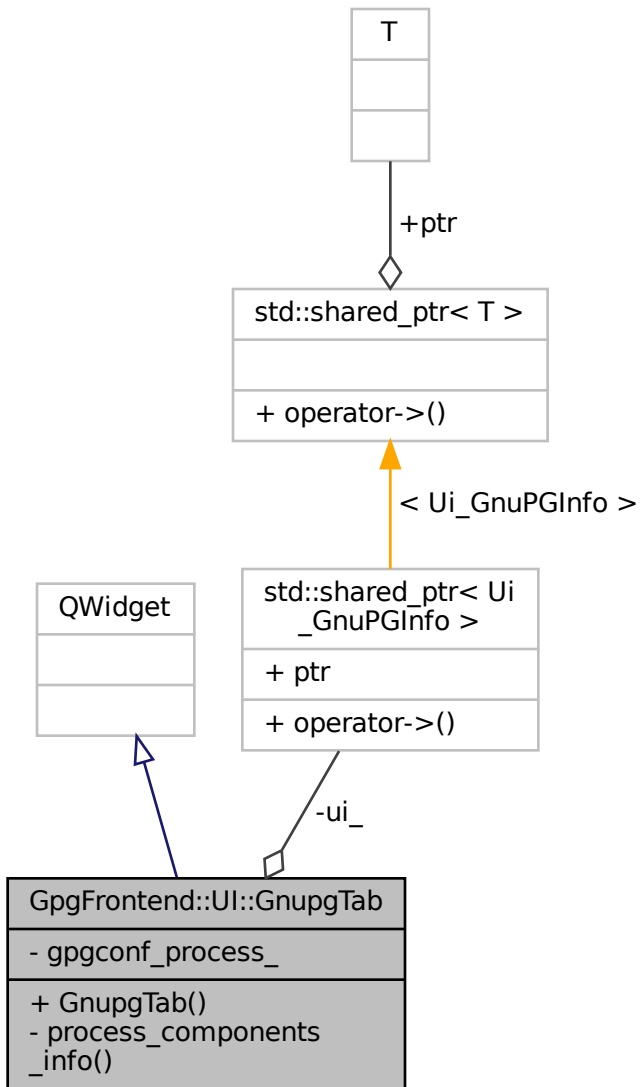 T
+ptr
std::shared_ptr< T >
+ operator->()
< Ui_GnuPGInfo >
QWidget
std::shared_ptr< Ui
_GnuPGInfo >
+ ptr
+ operator->()
-ui_
GpgFrontend::UI::GnupgTab
- gpgconf_process_
+ GnupgTab()
- process_components
_info()